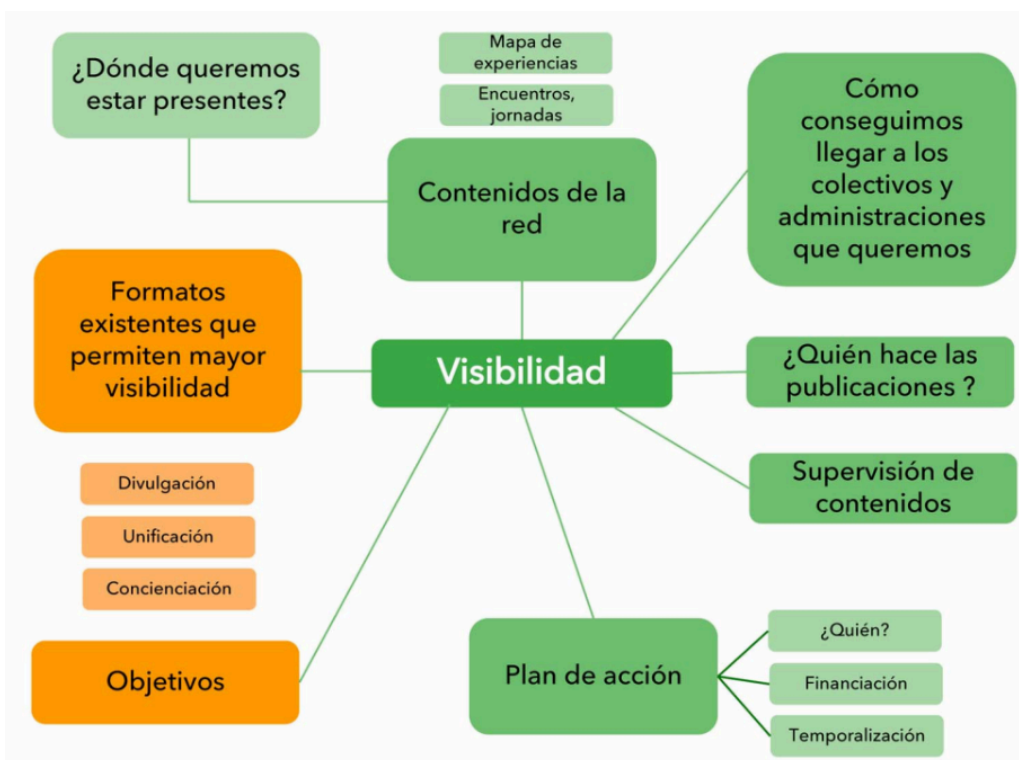 ¿Dónde queremos
estar presentes?
Mapa de
experiencias
Encuentros,
jornadas
Contenidos de la
red
Cómo
conseguimos
llegar a los
colectivos y
administraciones
que queremos
Formatos
existentes que
permiten mayor
visibilidad
Visibilidad
¿Quién hace las
publicaciones ?
Supervisión de
contenidos
Divulgación
Unificación
Concienciación
Objetivos
Plan de acción
¿Quién?
Financiación
Temporalización